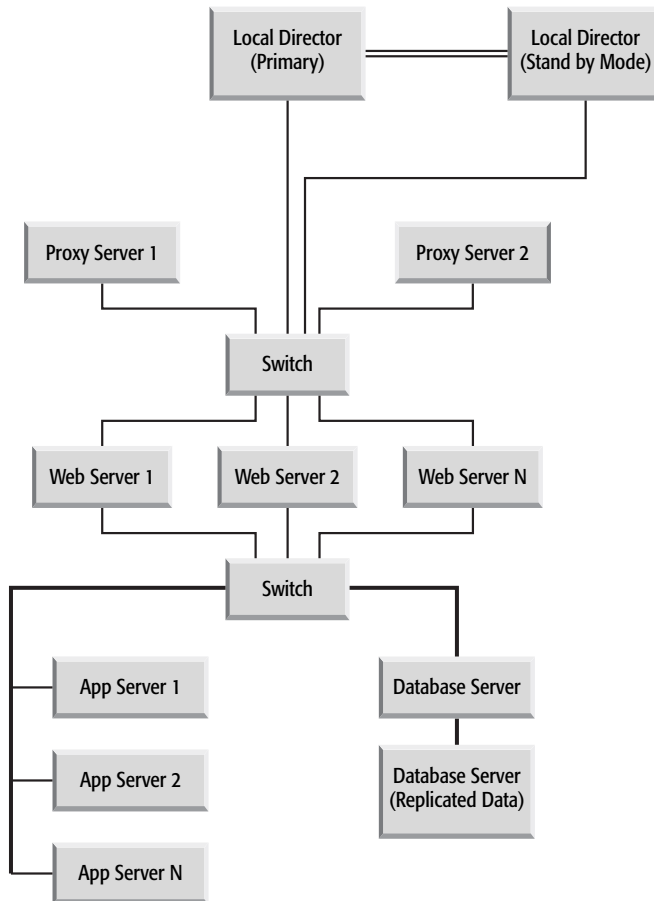 Local Director
(Primary)
Local Director
(Stand by Mode)
Proxy Server 1
Proxy Server 2
Switch
Web Server 1
Web Server 2
Web Server N
Switch
App Server 1
Database Server
App Server 2
Database Server
(Replicated Data)
App Server N